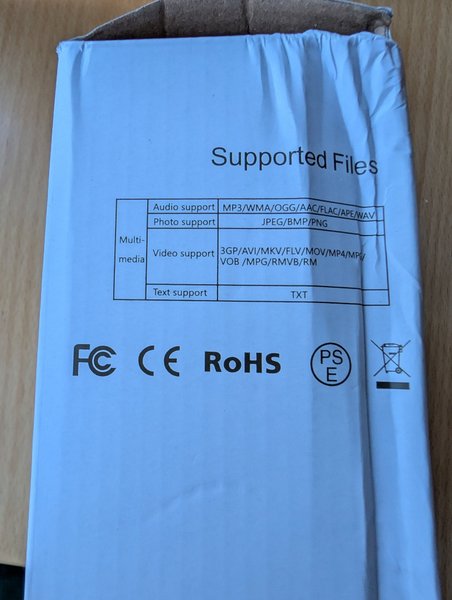 Supported Files
Multi-media
Audio support MP3/WMA/OGG/AAC/FLAC/APE/WAV
Photo support JPEG/BMP/PNG
Video support 3GP/AVI/MKV/FLV/MOV/MP4/MPG/
VOB /MPG/RMVB/RM
Text support TXT
FC CE RoHS PS
E